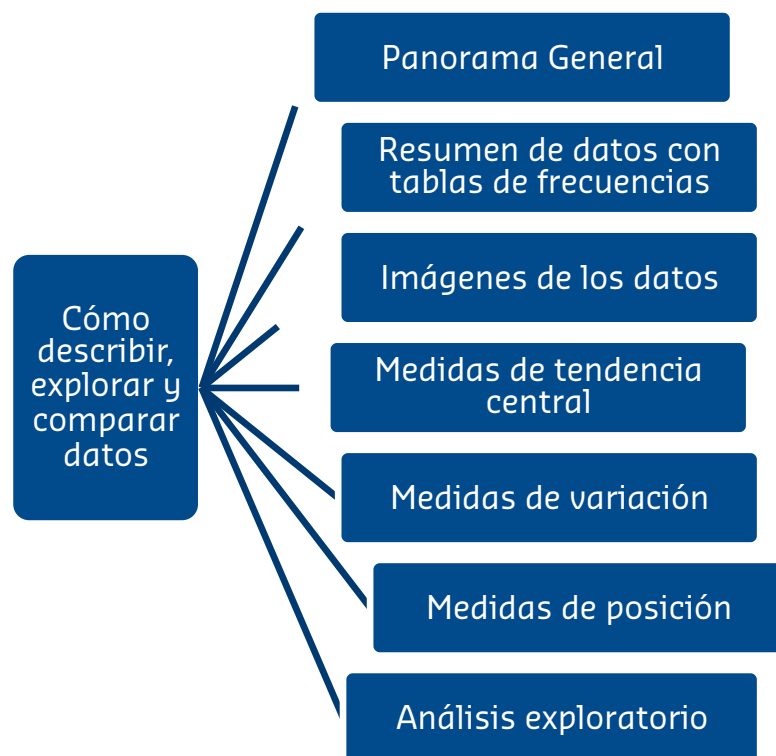 Panorama General
Resumen de datos con
tablas de frecuencias
Imágenes de los datos
Cómo
describir,
explorar y
comparar
datos
Medidas de tendencia
central
Medidas de variación
Medidas de posición
Análisis exploratorio